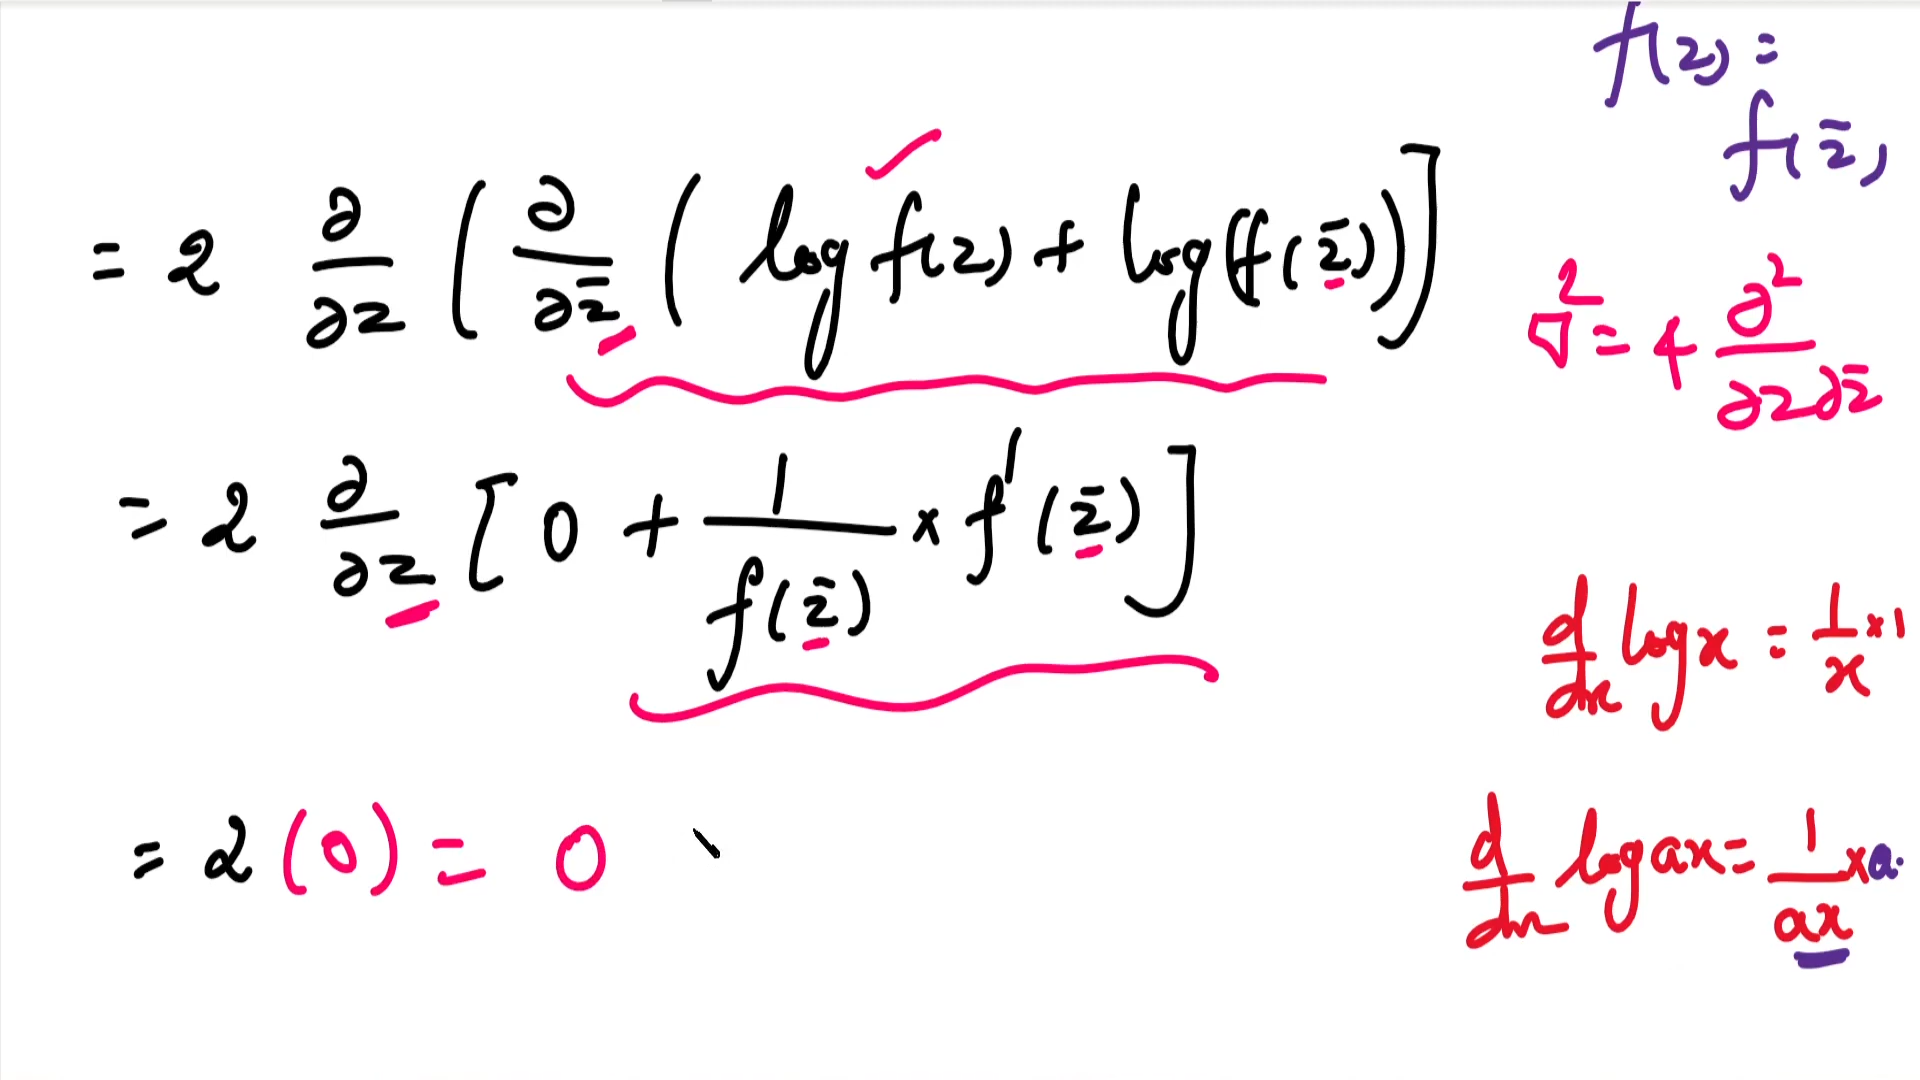 f(z) =
f(z̄)
= 2 ∂/∂z ( ∂/∂z̄ ( log f(z) + log (f(z̄)) ]
∇² = 4 ∂²/∂z∂z̄
= 2 ∂/∂z [ 0 + 1/f(z̄) × f'(z̄) ]
d/dx log x = 1/x × 1
= 2 (0) = 0
d/dx log ax = 1/ax × a.